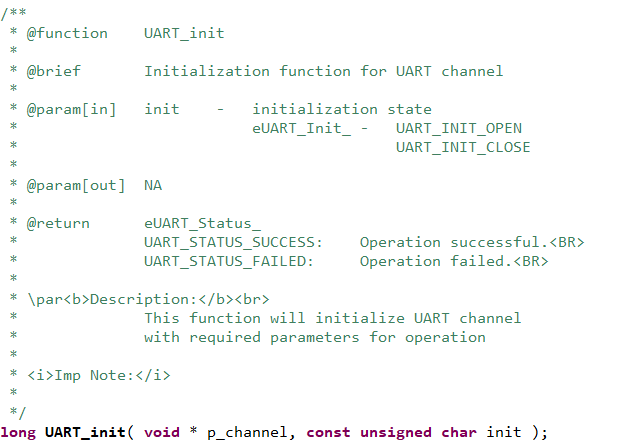 /**
 * @function    UART_init
 *
 * @brief       Initialization function for UART channel
 *
 * @param[in]   init    -   initialization state
 *                          eUART_Init_ -   UART_INIT_OPEN
 *                                          UART_INIT_CLOSE
 *
 * @param[out]  NA
 *
 * @return      eUART_Status_
 *              UART_STATUS_SUCCESS:    Operation successful.<BR>
 *              UART_STATUS_FAILED:     Operation failed.<BR>
 *
 * \par<b>Description:</b><br>
 *              This function will initialize UART channel
 *              with required parameters for operation
 *
 * <i>Imp Note:</i>
 *
 */
long UART_init( void * p_channel, const unsigned char init );